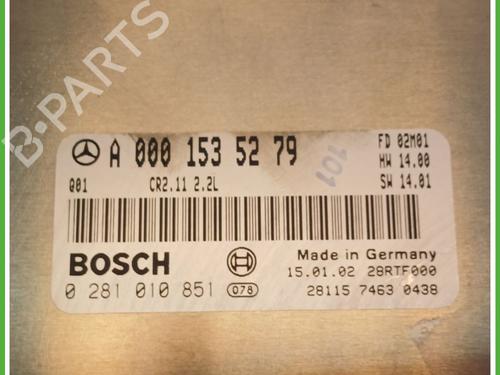 B-PARTS
A 000 153 52 79
FD 02M01
HW 14.00
Q01
CR2.11 2.2L
101
SW 14.01
BOSCH
Made in Germany
15.01.02 28RTF000
0 281 010 851
078
28115 7463 0438